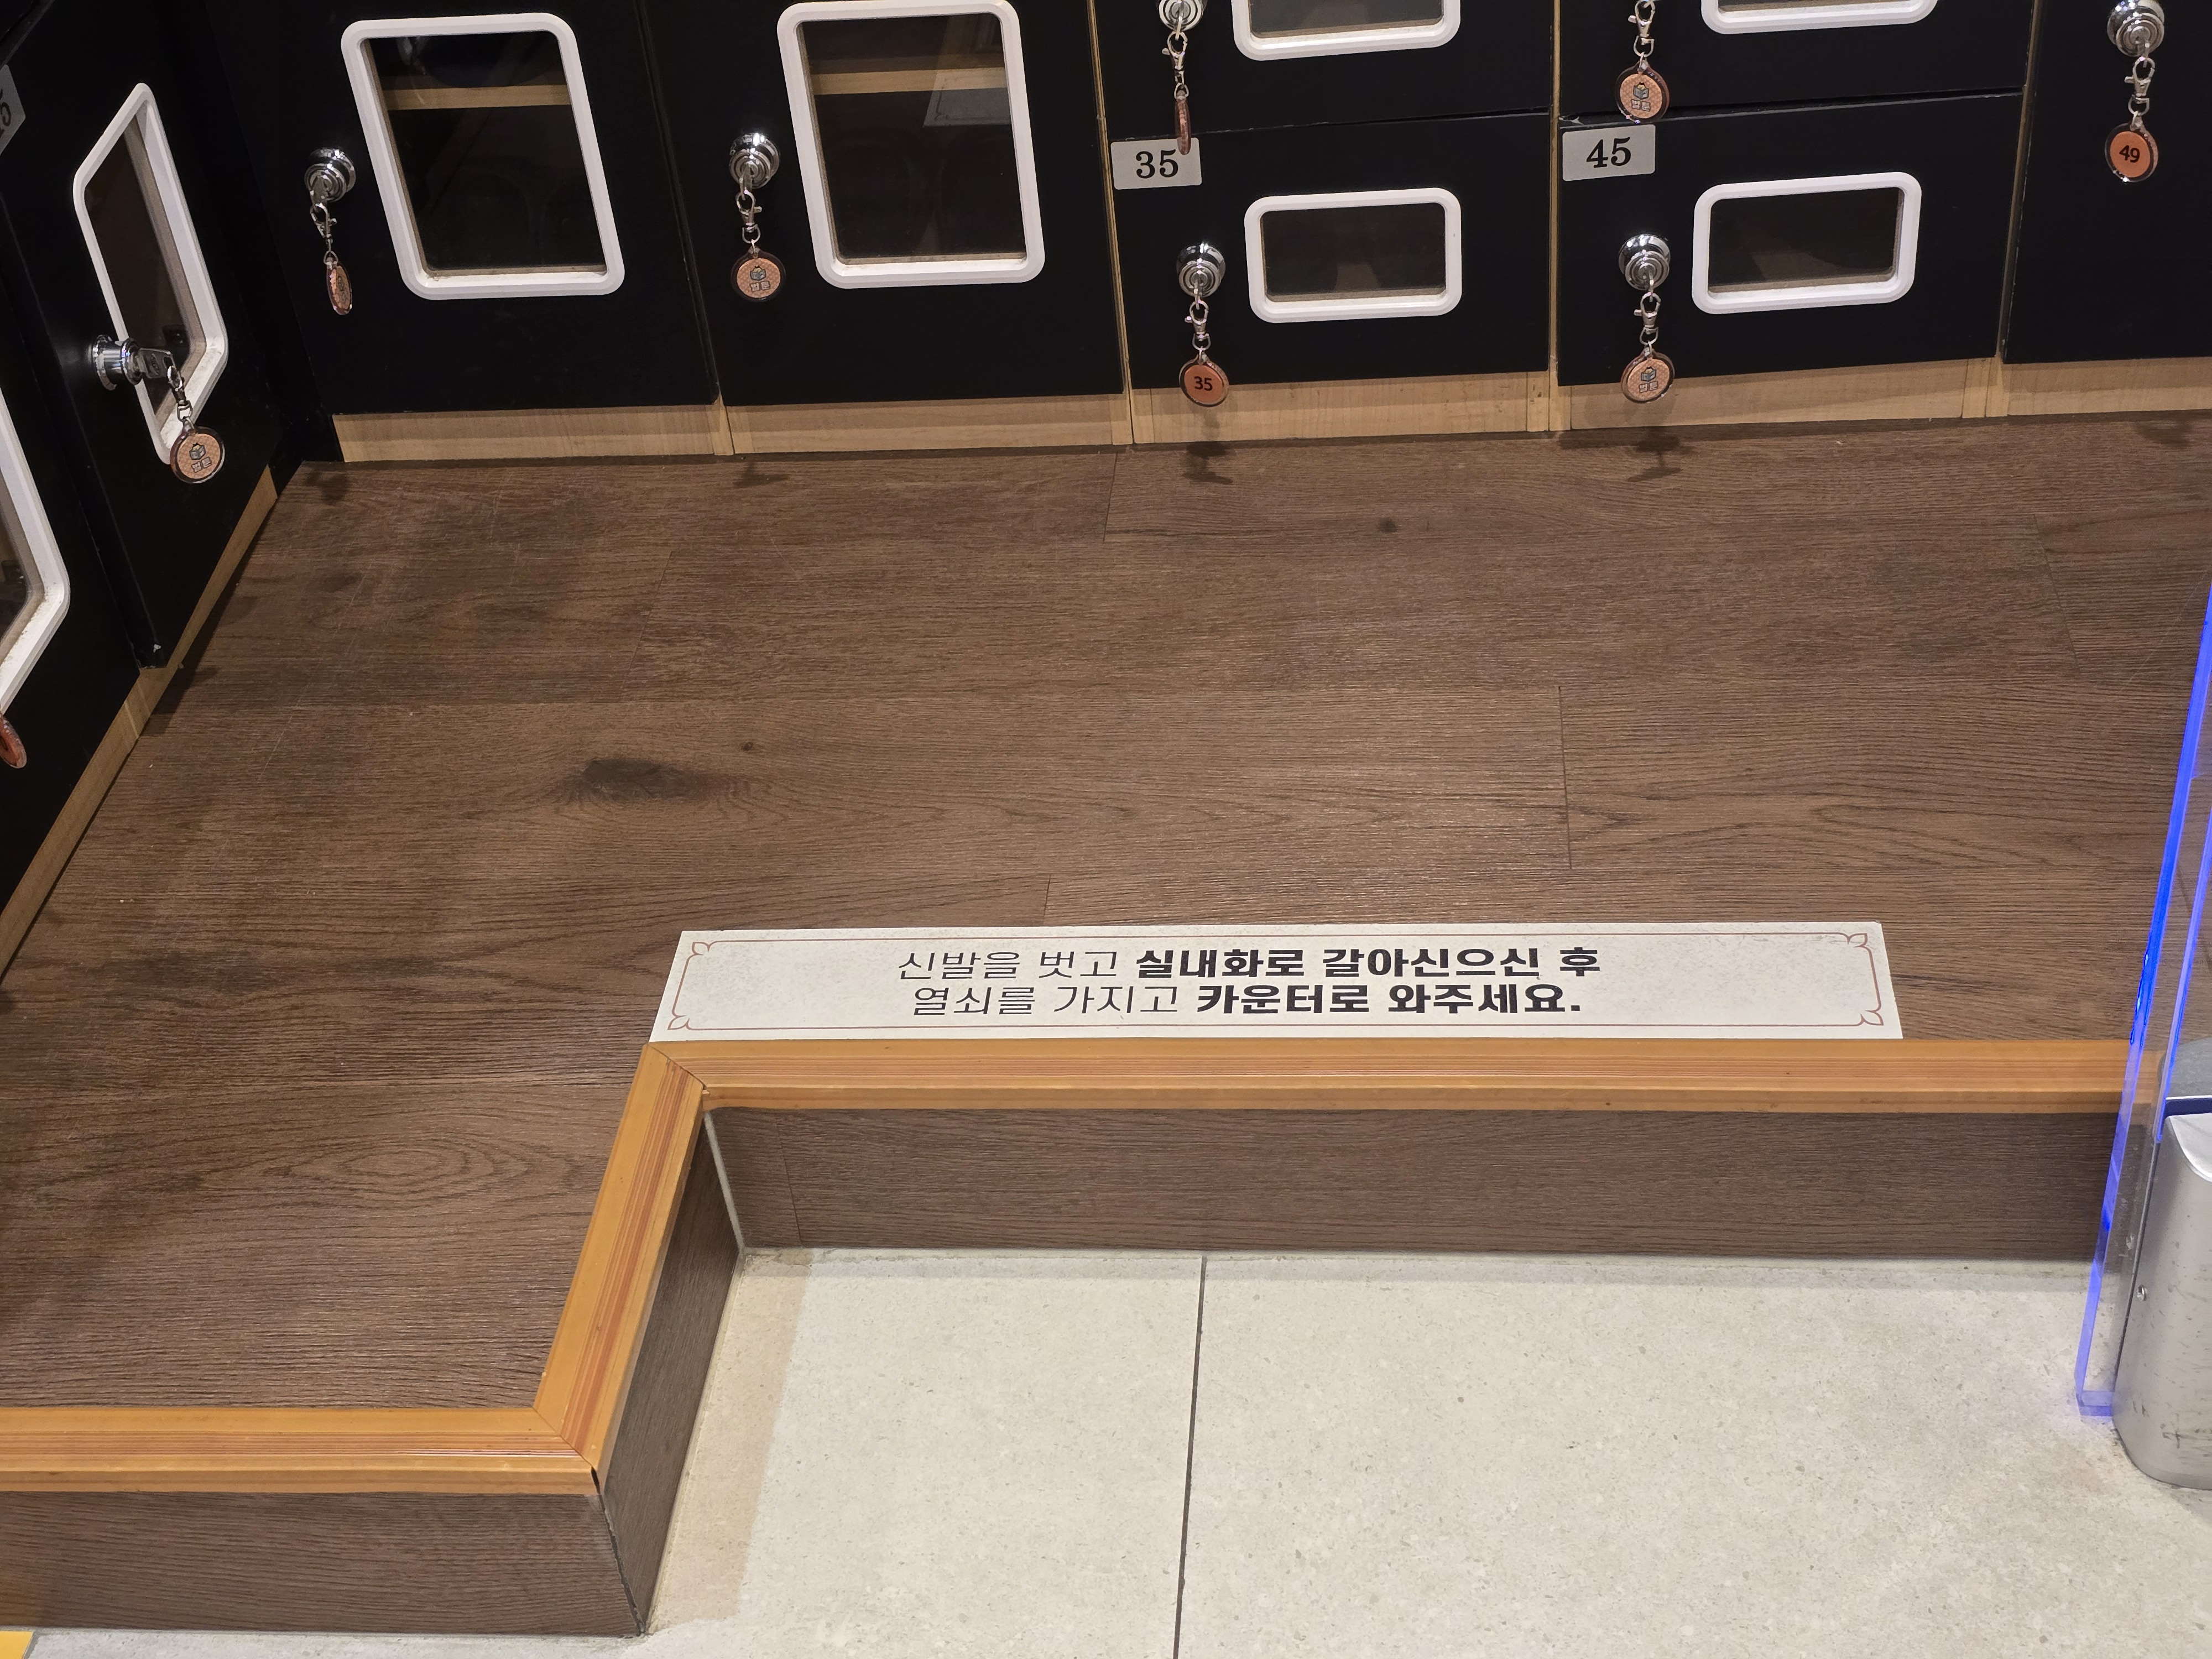 35
45
49
35
신발을 벗고 실내화로 갈아신으신 후
열쇠를 가지고 카운터로 와주세요.